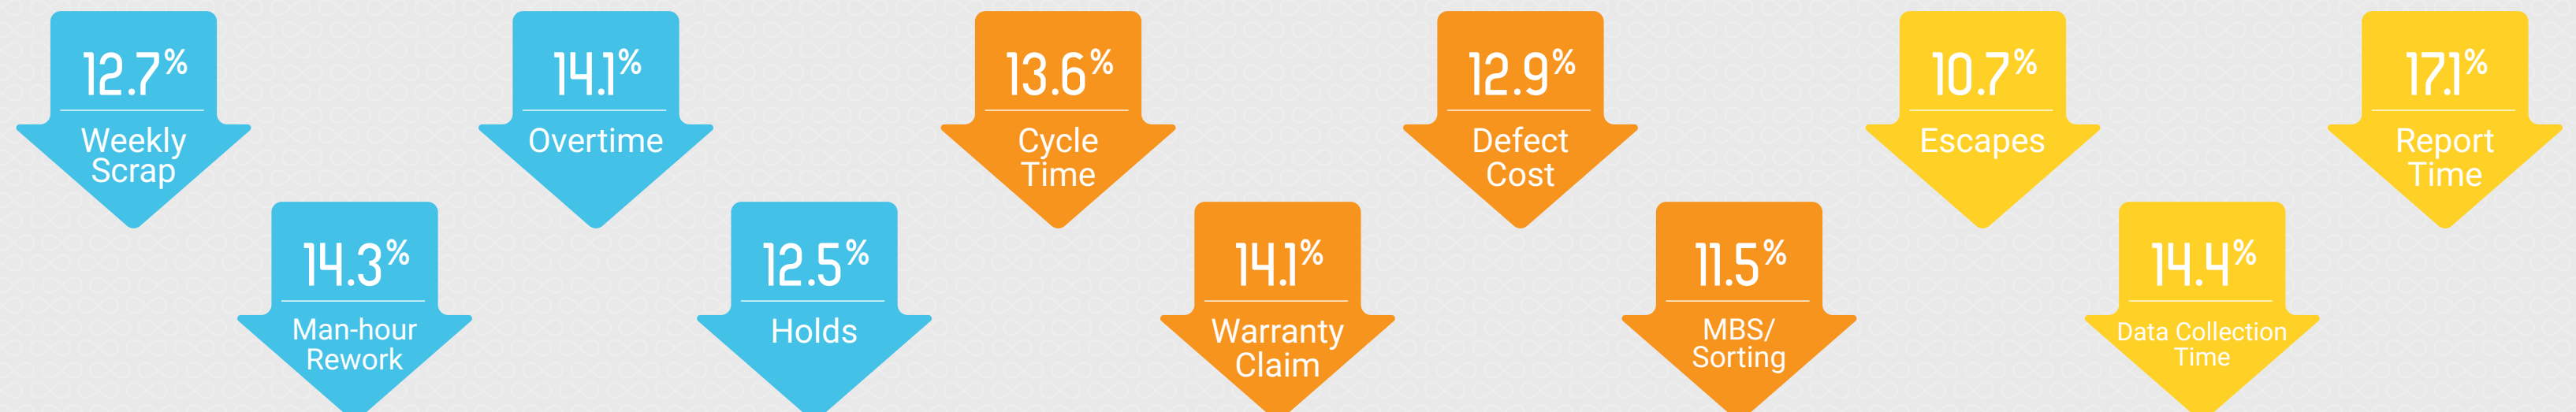 12.7%
Weekly
Scrap
14.3%
Man-hour
Rework
14.1%
Overtime
12.5%
Holds
13.6%
Cycle
Time
14.1%
Warranty
Claim
12.9%
Defect
Cost
11.5%
MBS/
Sorting
10.7%
Escapes
14.4%
Data Collection
Time
17.1%
Report
Time